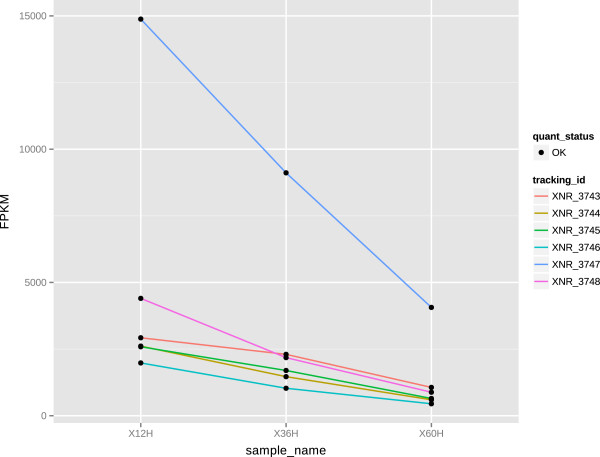 15000
10000
5000
0
FPKM
X12H
X36H
X60H
sample_name
quant_status
OK
tracking_id
XNR_3743
XNR_3744
XNR_3745
XNR_3746
XNR_3747
XNR_3748